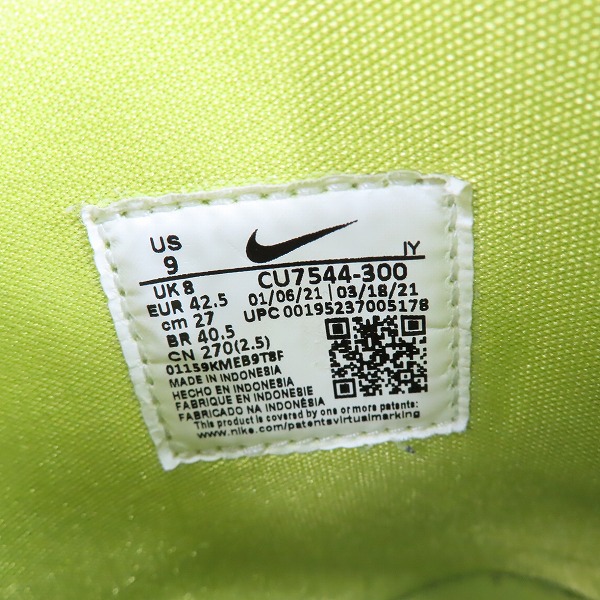 US
9
IY
UK 8
EUR 42.5
cm 27
BR 40.5
CN 270(2.5)
CU7544-300
01/06/21 | 03/18/21
UPC 00195237005178
01159KMEB9T8F
MADE IN INDONESIA
HECHO EN INDONESIA
FABRIQUE EN INDONESIE
FABRICADO NA INDONÉSIA
This product is covered by one or more patents:
www.nike.com/patentsvirtualmarking